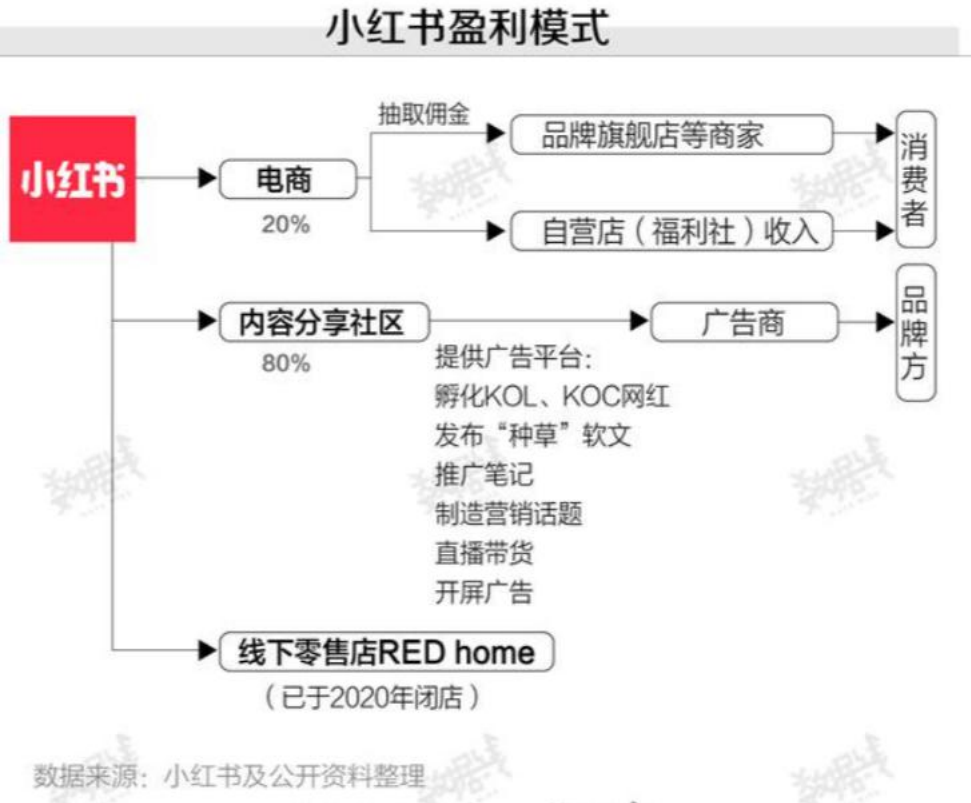 小红书盈利模式
抽取佣金
小红书
电商
20%
品牌旗舰店等商家
自营店（福利社）收入
消费者
内容分享社区
80%
广告商
品牌方
提供广告平台：
孵化KOL、KOC网红
发布“种草”软文
推广笔记
制造营销话题
直播带货
开屏广告
线下零售店RED home
（已于2020年闭店）
数据来源：小红书及公开资料整理